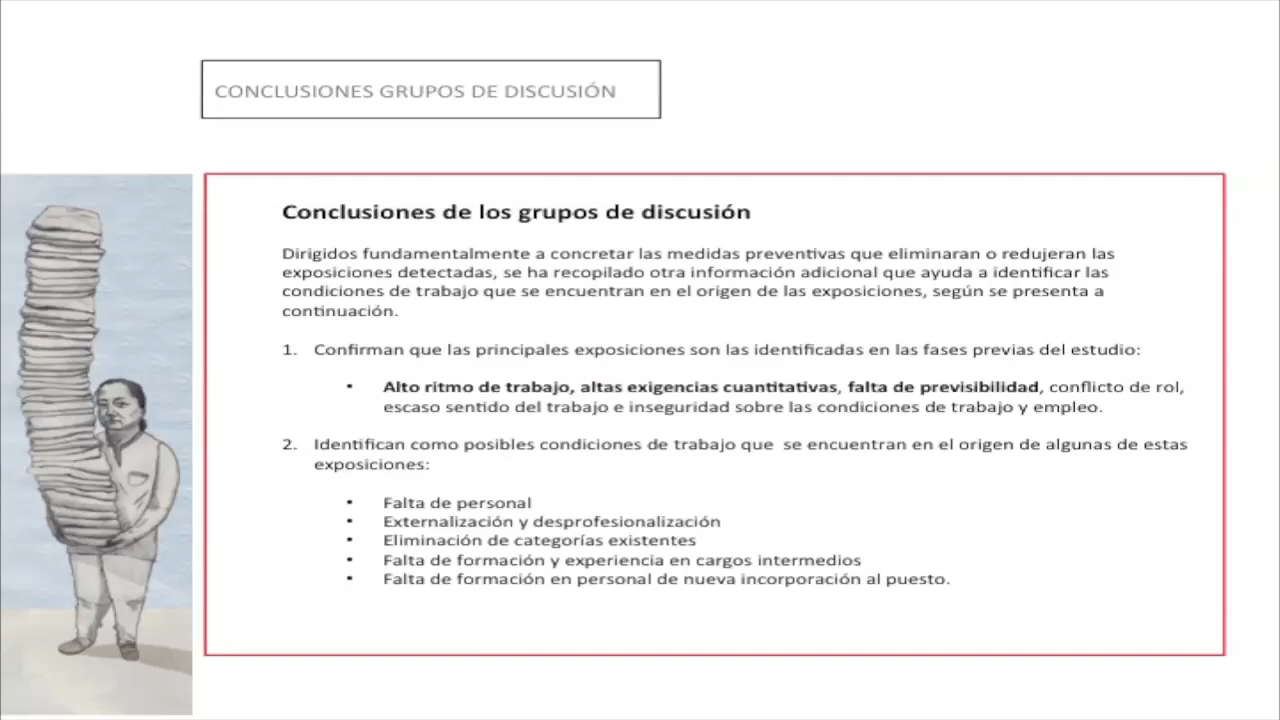 CONCLUSIONES GRUPOS DE DISCUSIÓN
Conclusiones de los grupos de discusión
Dirigidos fundamentalmente a concretar las medidas preventivas que eliminaran o redujeran las
exposiciones detectadas, se ha recopilado otra información adicional que ayuda a identificar las
condiciones de trabajo que se encuentran en el origen de las exposiciones, según se presenta a
continuación.
1. Confirman que las principales exposiciones son las identificadas en las fases previas del estudio:
• Alto ritmo de trabajo, altas exigencias cuantitativas, falta de previsibilidad, conflicto de rol,
escaso sentido del trabajo e inseguridad sobre las condiciones de trabajo y empleo.
2. Identifican como posibles condiciones de trabajo que se encuentran en el origen de algunas de estas
exposiciones:
• Falta de personal
• Externalización y desprofesionalización
• Eliminación de categorías existentes
• Falta de formación y experiencia en cargos intermedios
• Falta de formación en personal de nueva incorporación al puesto.